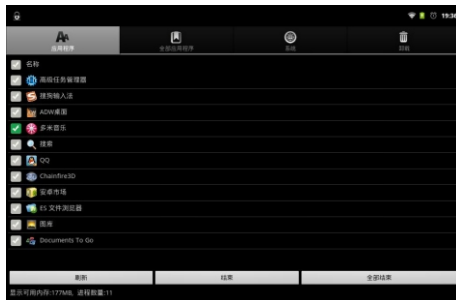 19:36
应用程序
全部应用程序
系统
卸载
名称
高级任务管理器
搜狗输入法
ADW桌面
多米音乐
搜索
QQ
Chainfire3D
安卓市场
ES 文件浏览器
图库
Documents To Go
刷新
结束
全部结束
显示可用内存:177MB, 进程数量:11